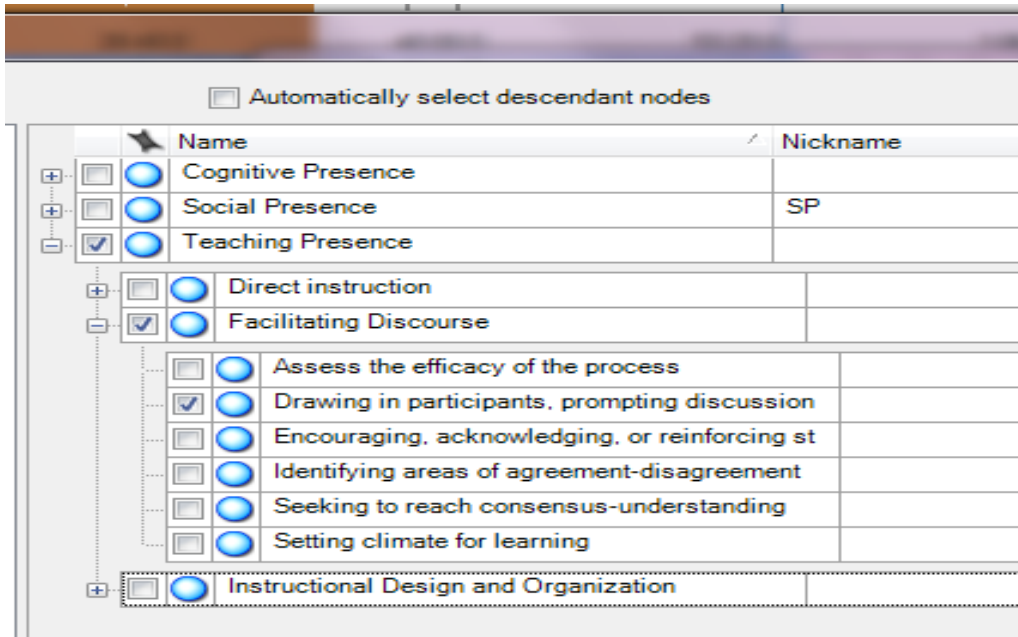 Automatically select descendant nodes
Name Nickname
Cognitive Presence
Social Presence SP
Teaching Presence
Direct instruction
Facilitating Discourse
Assess the efficacy of the process
Drawing in participants, prompting discussion
Encouraging, acknowledging, or reinforcing st
Identifying areas of agreement-disagreement
Seeking to reach consensus-understanding
Setting climate for learning
Instructional Design and Organization